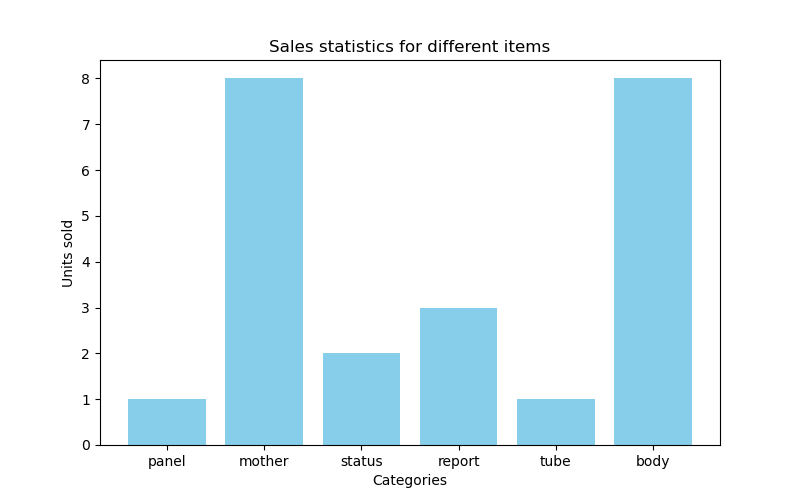 Sales statistics for different items
Units sold
8
7
6
5
4
3
2
1
0
panel mother status report tube body
Categories